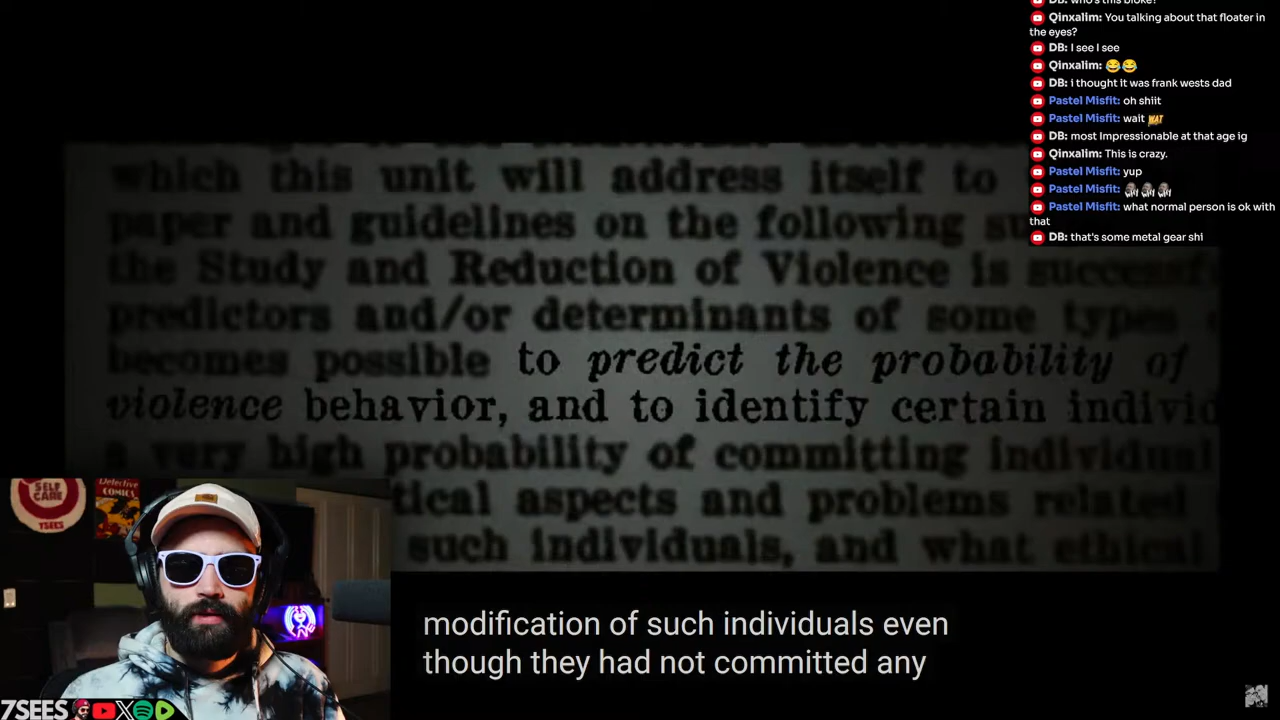 DB: who's this bloke?
Qinxalim: You talking about that floater in
the eyes?
DB: I see I see
Qinxalim: 😂😂
DB: i thought it was frank wests dad
Pastel Misfit: oh shiit
Pastel Misfit: wait
DB: most Impressionable at that age ig
Qinxalim: This is crazy.
Pastel Misfit: yup
Pastel Misfit:
Pastel Misfit: what normal person is ok with
that
DB: that's some metal gear shi
which this unit will address itself to
paper and guidelines on the following
the Study and Reduction of Violence is successf
predictors and/or determinants of some types
becomes possible to predict the probability of
violence behavior, and to identify certain individ
a very high probability of committing individual
tical aspects and problems related
such individuals, and what ethical
SELF
CARE
7SEES
Detective
COMICS
modification of such individuals even
though they had not committed any
7SEES